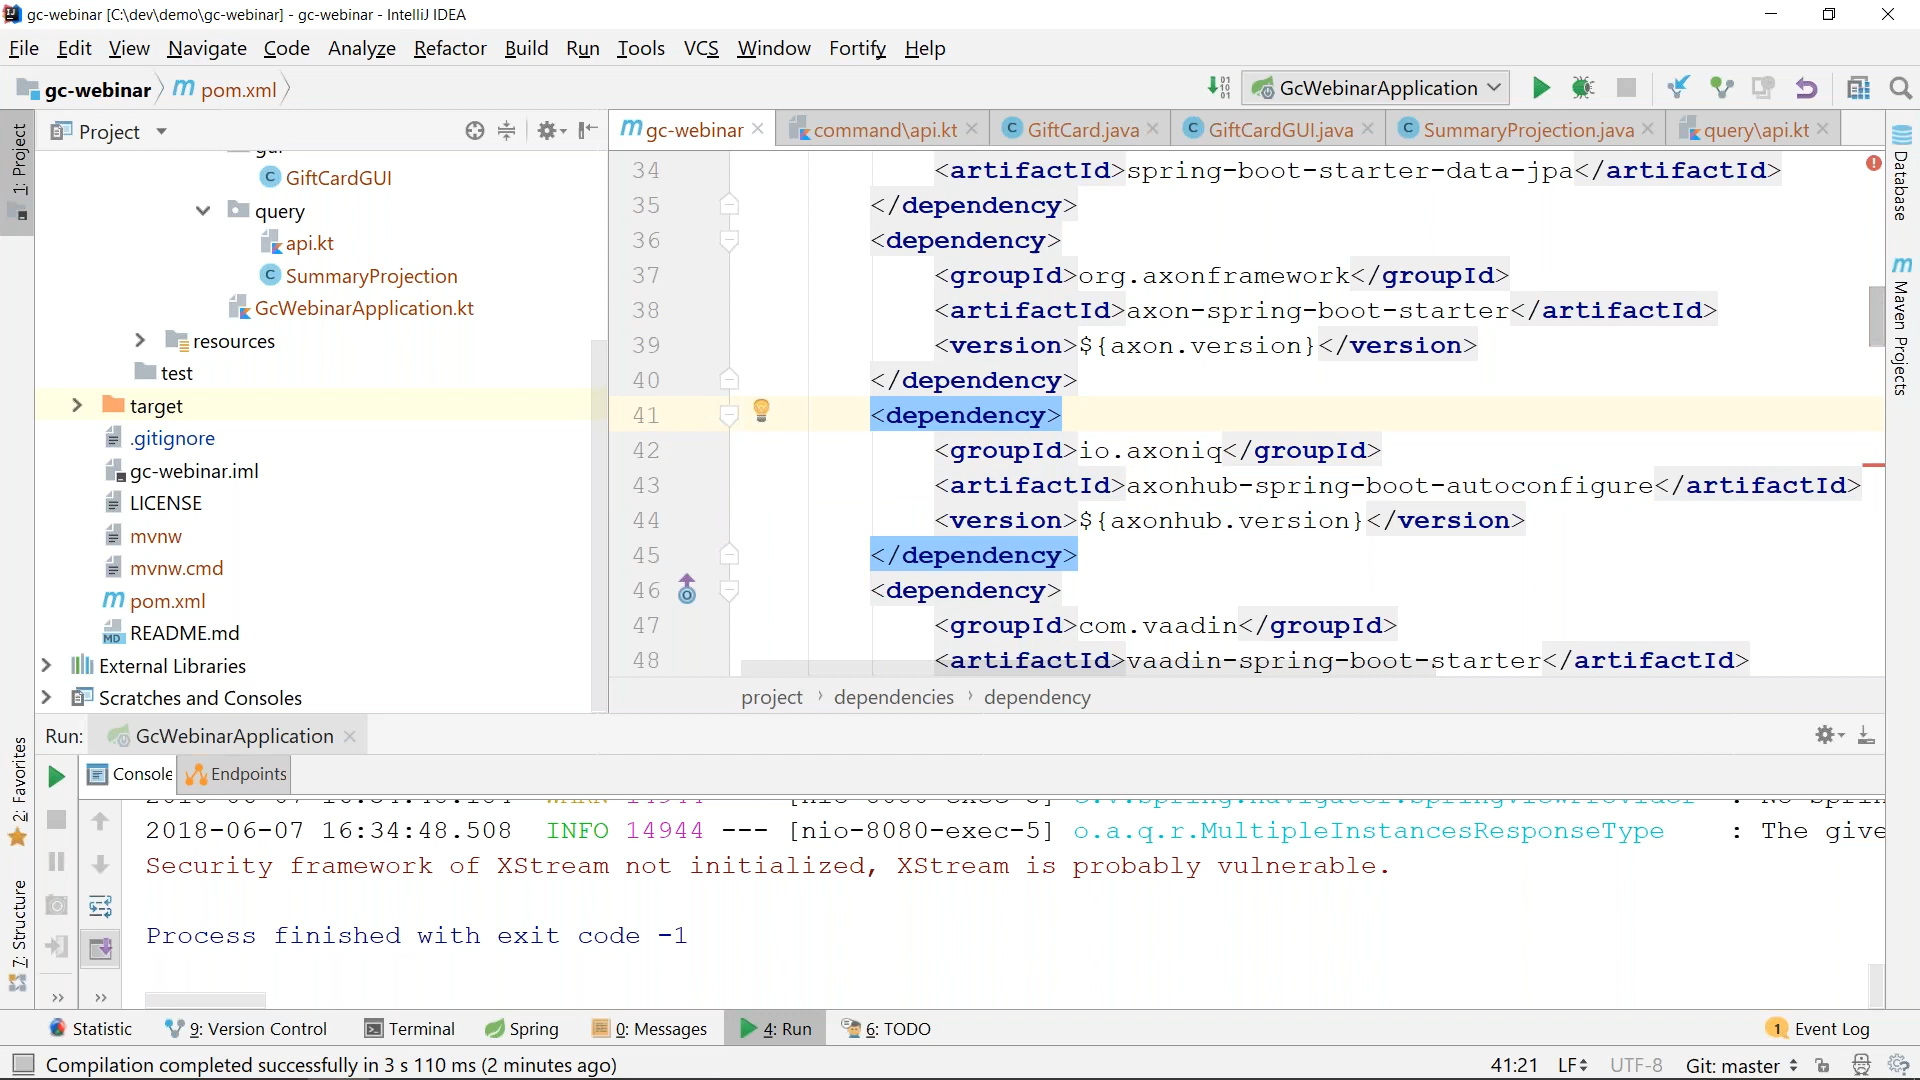 gc-webinar [C:\dev\demo\gc-webinar] - gc-webinar - IntelliJ IDEA
File Edit View Navigate Code Analyze Refactor Build Run Tools VCS Window Fortify Help
gc-webinar pom.xml GcWebinarApplication
1: Project
Project
gc-webinar command\api.kt GiftCard.java GiftCardGUI.java SummaryProjection.java query\api.kt
gui
GiftCardGUI
query
api.kt
SummaryProjection
GcWebinarApplication.kt
resources
test
target
.gitignore
gc-webinar.iml
LICENSE
mvnw
mvnw.cmd
pom.xml
README.md
External Libraries
Scratches and Consoles
34 <artifactId>spring-boot-starter-data-jpa</artifactId>
35 </dependency>
36 <dependency>
37 <groupId>org.axonframework</groupId>
38 <artifactId>axon-spring-boot-starter</artifactId>
39 <version>${axon.version}</version>
40 </dependency>
41 <dependency>
42 <groupId>io.axoniq</groupId>
43 <artifactId>axonhub-spring-boot-autoconfigure</artifactId>
44 <version>${axonhub.version}</version>
45 </dependency>
46 <dependency>
47 <groupId>com.vaadin</groupId>
48 <artifactId>vaadin-spring-boot-starter</artifactId>
project › dependencies › dependency
Database
Maven Projects
Run: GcWebinarApplication
Console Endpoints
2: Favorites
7: Structure
2018-06-07 16:34:48.508 INFO 14944 --- [nio-8080-exec-5] o.a.q.r.MultipleInstancesResponseType : The give
Security framework of XStream not initialized, XStream is probably vulnerable.
Process finished with exit code -1
Statistic 9: Version Control Terminal Spring 0: Messages 4: Run 6: TODO 1 Event Log
Compilation completed successfully in 3 s 110 ms (2 minutes ago) 41:21 LF UTF-8 Git: master